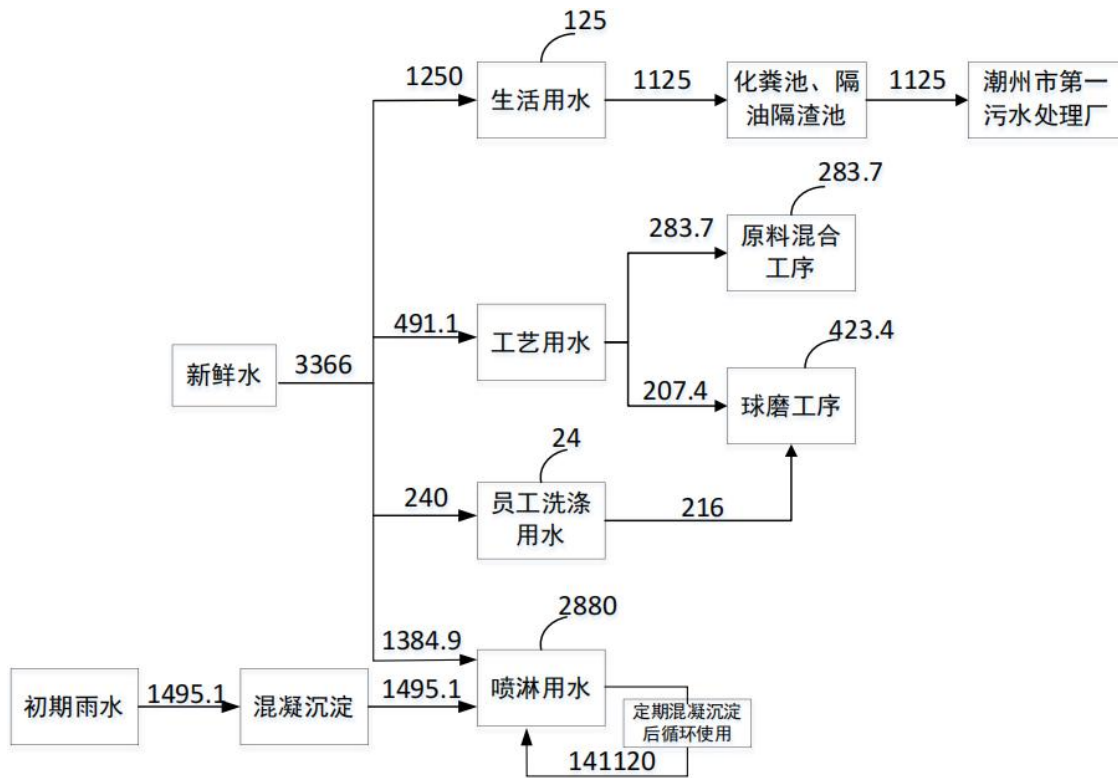 125
1250
生活用水
1125
化粪池、隔
油隔渣池
1125
潮州市第一
污水处理厂
283.7
283.7
原料混合
工序
491.1
工艺用水
423.4
新鲜水
3366
207.4
球磨工序
24
240
员工洗涤
用水
216
2880
1384.9
初期雨水
1495.1
混凝沉淀
1495.1
喷淋用水
定期混凝沉淀
后循环使用
141120